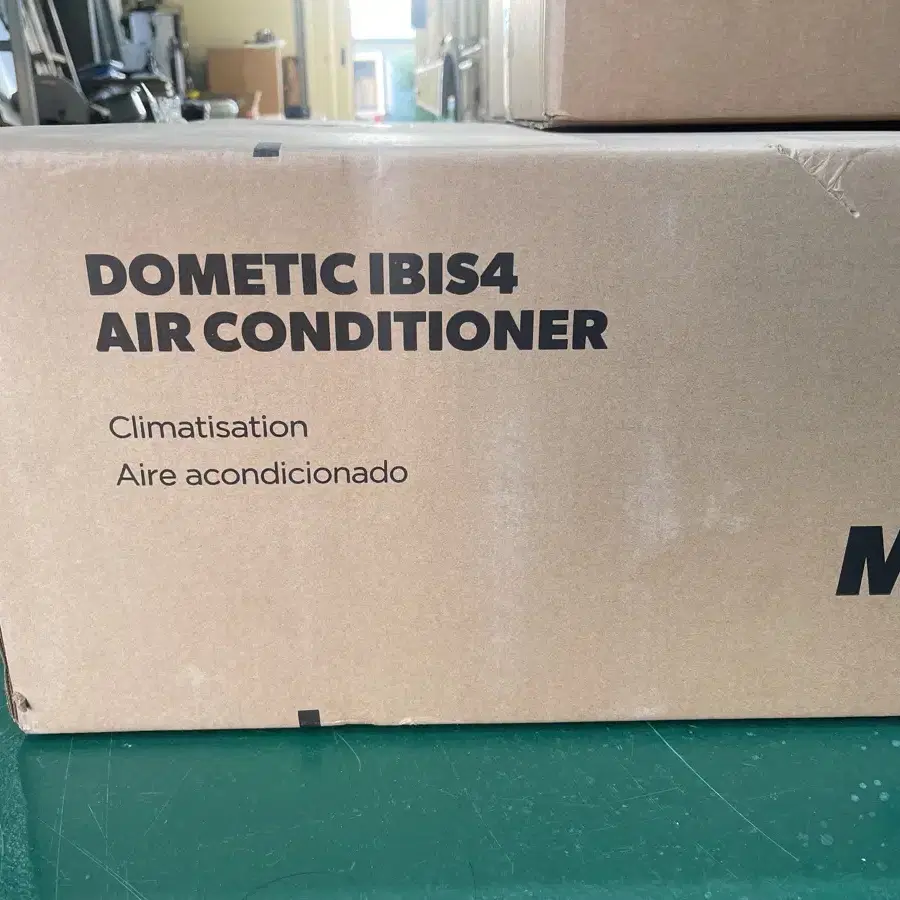 DOMETIC IBIS4
AIR CONDITIONER
Climatisation
Aire acondicionado
M